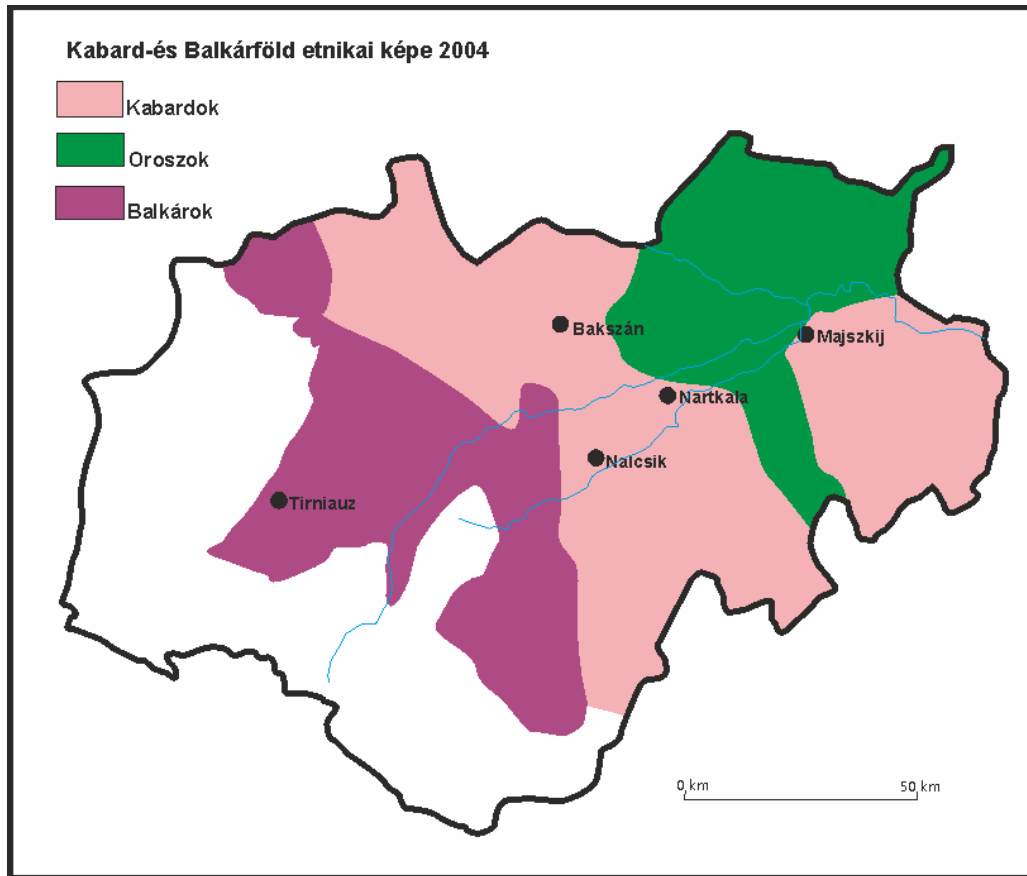 Kabard-és Balkárföld etnikai képe 2004
Kabardok
Oroszok
Balkárok
Bakszán
Majszkij
Nartkala
Nalcsik
Tirniauz
0 km 50 km